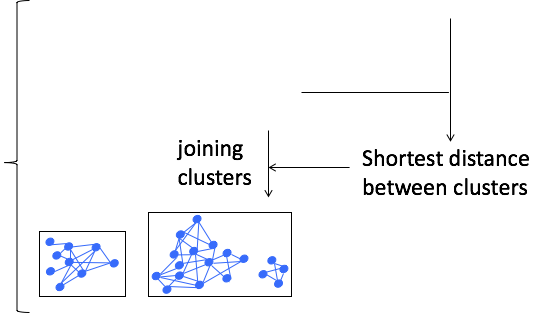 joining
clusters
Shortest distance
between clusters